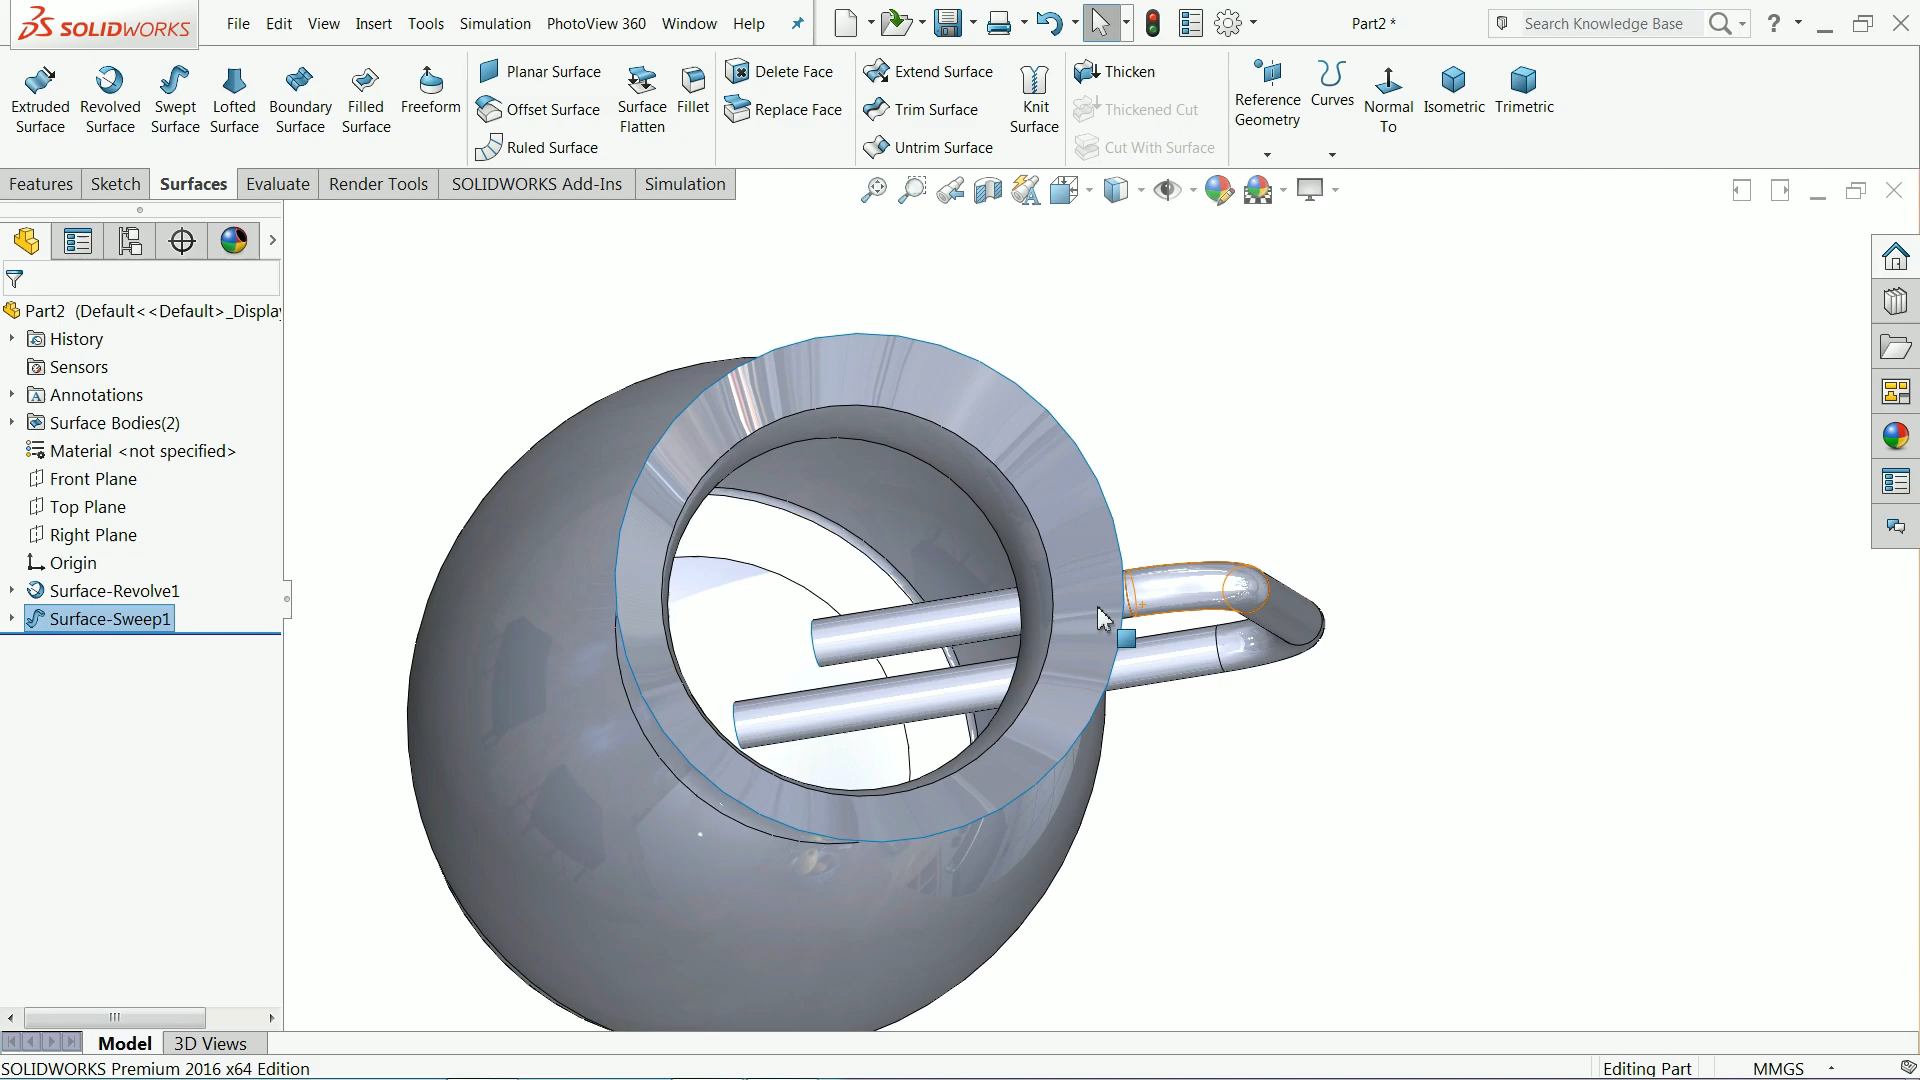 SOLIDWORKS
File Edit View Insert Tools Simulation PhotoView 360 Window Help
Part2 *
Search Knowledge Base
?
Extruded Surface
Revolved Surface
Swept Surface
Lofted Surface
Boundary Surface
Filled Surface
Freeform
Planar Surface
Offset Surface
Ruled Surface
Surface Flatten
Fillet
Delete Face
Replace Face
Extend Surface
Trim Surface
Untrim Surface
Knit Surface
Thicken
Thickened Cut
Cut With Surface
Reference Geometry
Curves
Normal To
Isometric
Trimetric
Features Sketch Surfaces Evaluate Render Tools SOLIDWORKS Add-Ins Simulation
Part2 (Default<<Default>_Displa
History
Sensors
Annotations
Surface Bodies(2)
Material <not specified>
Front Plane
Top Plane
Right Plane
Origin
Surface-Revolve1
Surface-Sweep1
Model 3D Views
SOLIDWORKS Premium 2016 x64 Edition
Editing Part
MMGS